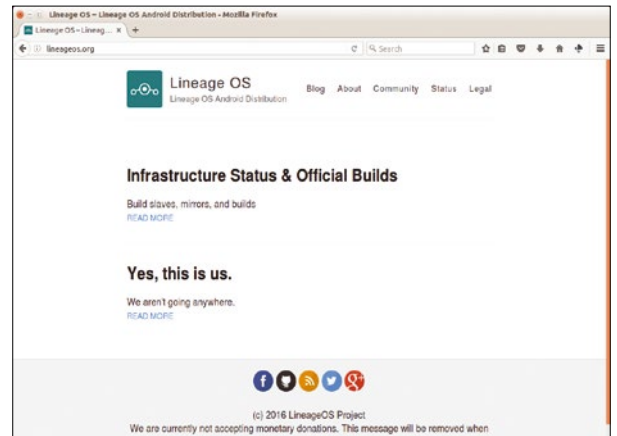 Lineage OS – Lineage OS Android Distribution - Mozilla Firefox
Lineage OS – Lineag...
lineageos.org
Search
Lineage OS
Lineage OS Android Distribution
Blog About Community Status Legal
Infrastructure Status & Official Builds
Build slaves, mirrors, and builds
READ MORE
Yes, this is us.
We aren't going anywhere.
READ MORE
(c) 2016 LineageOS Project
We are currently not accepting monetary donations. This message will be removed when